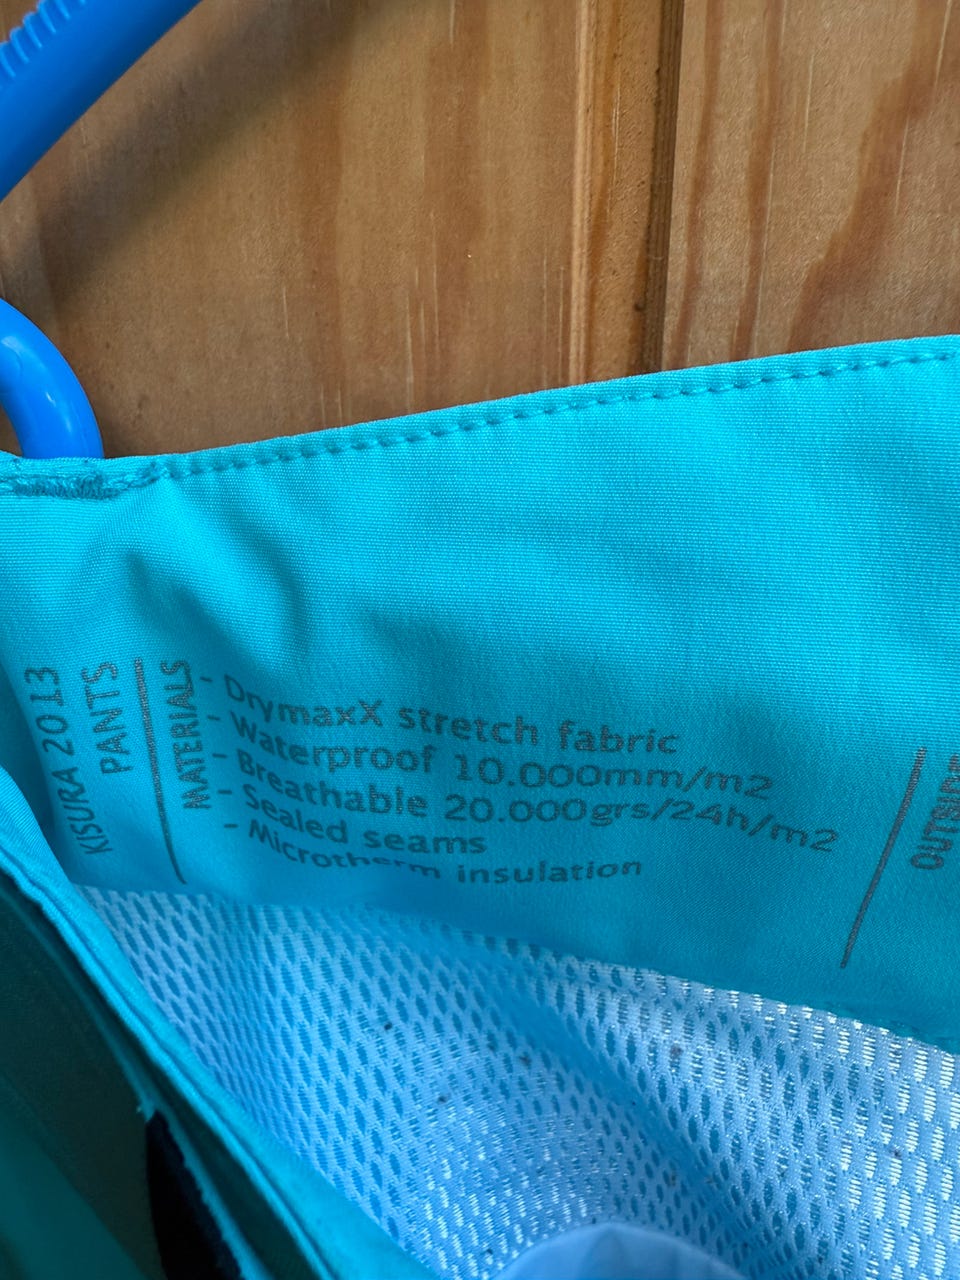 KISURA 2013
PANTS
MATERIALS
- DrymaxX stretch fabric
- Waterproof 10.000mm/m2
- Breathable 20.000grs/24h/m2
- Sealed seams
- Microtherm insulation